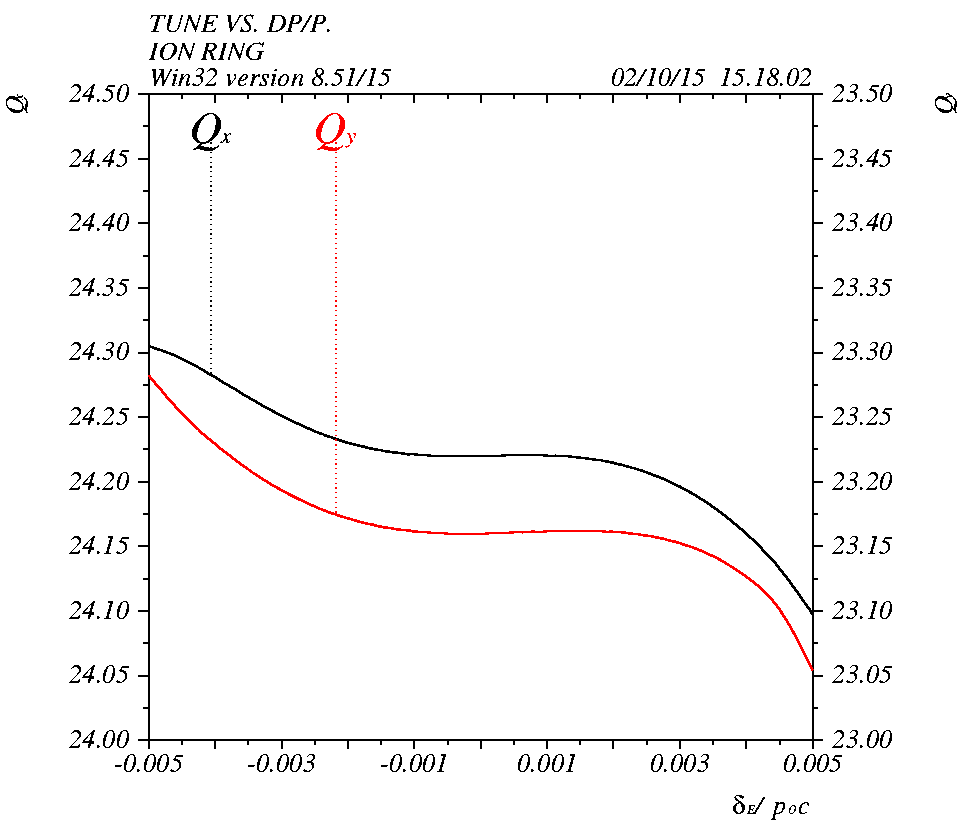 TUNE VS. DP/P.
ION RING
Win32 version 8.51/15 02/10/15 15.18.02
Qx
Qy
24.50 23.50
Qx Qy
24.45 23.45
24.40 23.40
24.35 23.35
24.30 23.30
24.25 23.25
24.20 23.20
24.15 23.15
24.10 23.10
24.05 23.05
24.00 23.00
-0.005 -0.003 -0.001 0.001 0.003 0.005
δE/ p0c